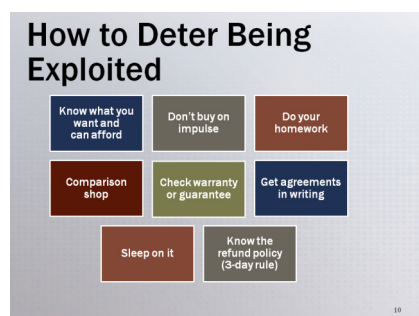 How to Deter Being
Exploited
Know what you
want and
can afford
Don't buy on
impulse
Do your
homework
Comparison
shop
Check warranty
or guarantee
Get agreements
in writing
Sleep on it
Know the
refund policy
(3-day rule)
10